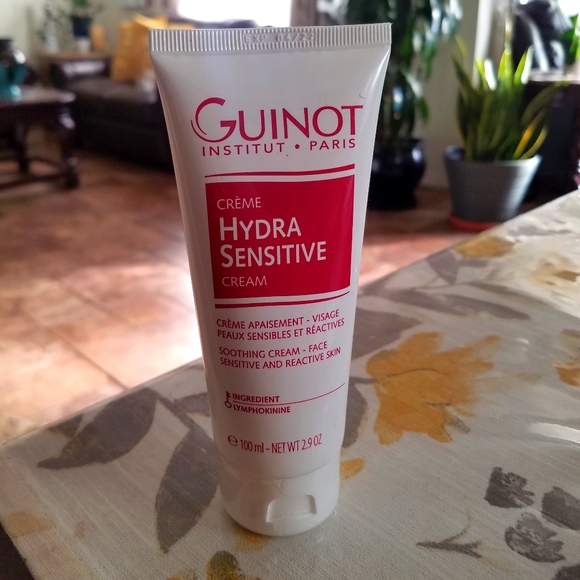 GUINOT
INSTITUT • PARIS
CRÈME
HYDRA
SENSITIVE
CREAM
CRÈME APAISEMENT - VISAGE
PEAUX SENSIBLES ET RÉACTIVES
SOOTHING CREAM - FACE
SENSITIVE AND REACTIVE SKIN
INGREDIENT
LYMPHOKININE
℮ 100 ml - NET WT 2.9 OZ